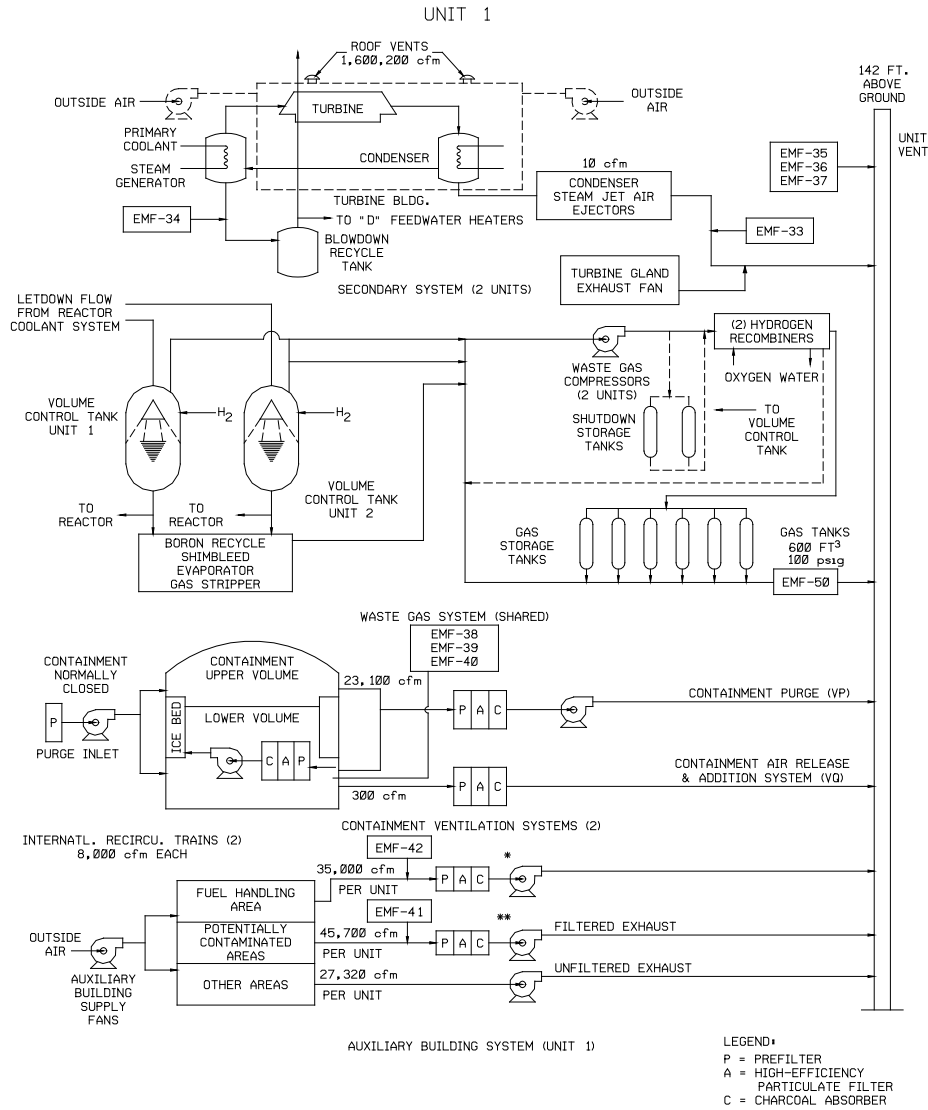 UNIT 1
ROOF VENTS
1,600,200 cfm
142 FT.
ABOVE
GROUND
OUTSIDE AIR
TURBINE
OUTSIDE
AIR
PRIMARY
COOLANT
STEAM
GENERATOR
CONDENSER
UNIT
VENT
EMF-35
EMF-36
EMF-37
10 cfm
CONDENSER
STEAM JET AIR
EJECTORS
TURBINE BLDG.
EMF-34
TO "D" FEEDWATER HEATERS
BLOWDOWN
RECYCLE
TANK
EMF-33
TURBINE GLAND
EXHAUST FAN
SECONDARY SYSTEM (2 UNITS)
LETDOWN FLOW
FROM REACTOR
COOLANT SYSTEM
(2) HYDROGEN
RECOMBINERS
WASTE GAS
COMPRESSORS
(2 UNITS)
OXYGEN WATER
VOLUME
CONTROL TANK
UNIT 1
H2
H2
SHUTDOWN
STORAGE
TANKS
TO
VOLUME
CONTROL
TANK
VOLUME
CONTROL TANK
UNIT 2
TO
REACTOR
TO
REACTOR
BORON RECYCLE
SHIMBLEED
EVAPORATOR
GAS STRIPPER
GAS
STORAGE
TANKS
GAS TANKS
600 FT3
100 psig
EMF-50
WASTE GAS SYSTEM (SHARED)
EMF-38
EMF-39
EMF-40
CONTAINMENT
NORMALLY
CLOSED
CONTAINMENT
UPPER VOLUME
23,100 cfm
P
PURGE INLET
ICE BED
LOWER VOLUME
C A P
P A C
CONTAINMENT PURGE (VP)
CONTAINMENT AIR RELEASE
& ADDITION SYSTEM (VQ)
300 cfm
P A C
CONTAINMENT VENTILATION SYSTEMS (2)
INTERNATL. RECIRCU. TRAINS (2)
8,000 cfm EACH
EMF-42
35,000 cfm
PER UNIT
P A C
*
FUEL HANDLING
AREA
EMF-41
POTENTIALLY
CONTAMINATED
AREAS
45,700 cfm
PER UNIT
P A C
**
FILTERED EXHAUST
OUTSIDE
AIR
AUXILIARY
BUILDING
SUPPLY
FANS
OTHER AREAS
27,320 cfm
PER UNIT
UNFILTERED EXHAUST
AUXILIARY BUILDING SYSTEM (UNIT 1)
LEGEND:
P = PREFILTER
A = HIGH-EFFICIENCY
PARTICULATE FILTER
C = CHARCOAL ABSORBER